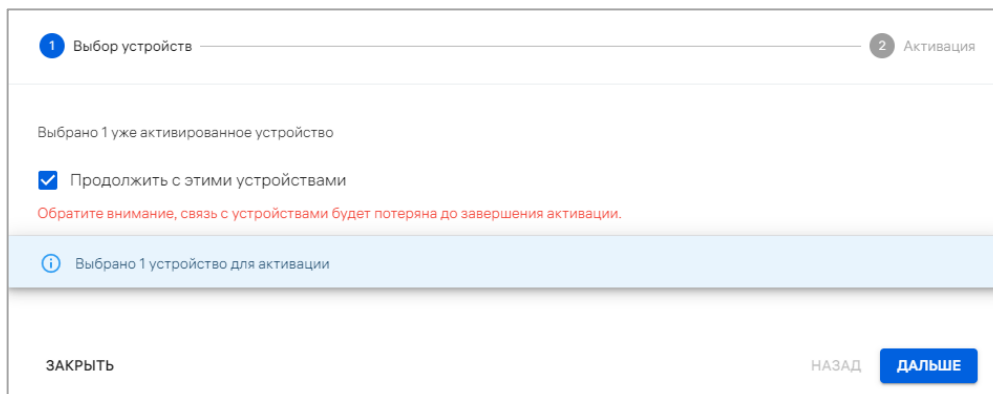 1 Выбор устройств
2 Активация
Выбрано 1 уже активированное устройство
Продолжить с этими устройствами
Обратите внимание, связь с устройствами будет потеряна до завершения активации.
Выбрано 1 устройство для активации
ЗАКРЫТЬ
НАЗАД
ДАЛЬШЕ